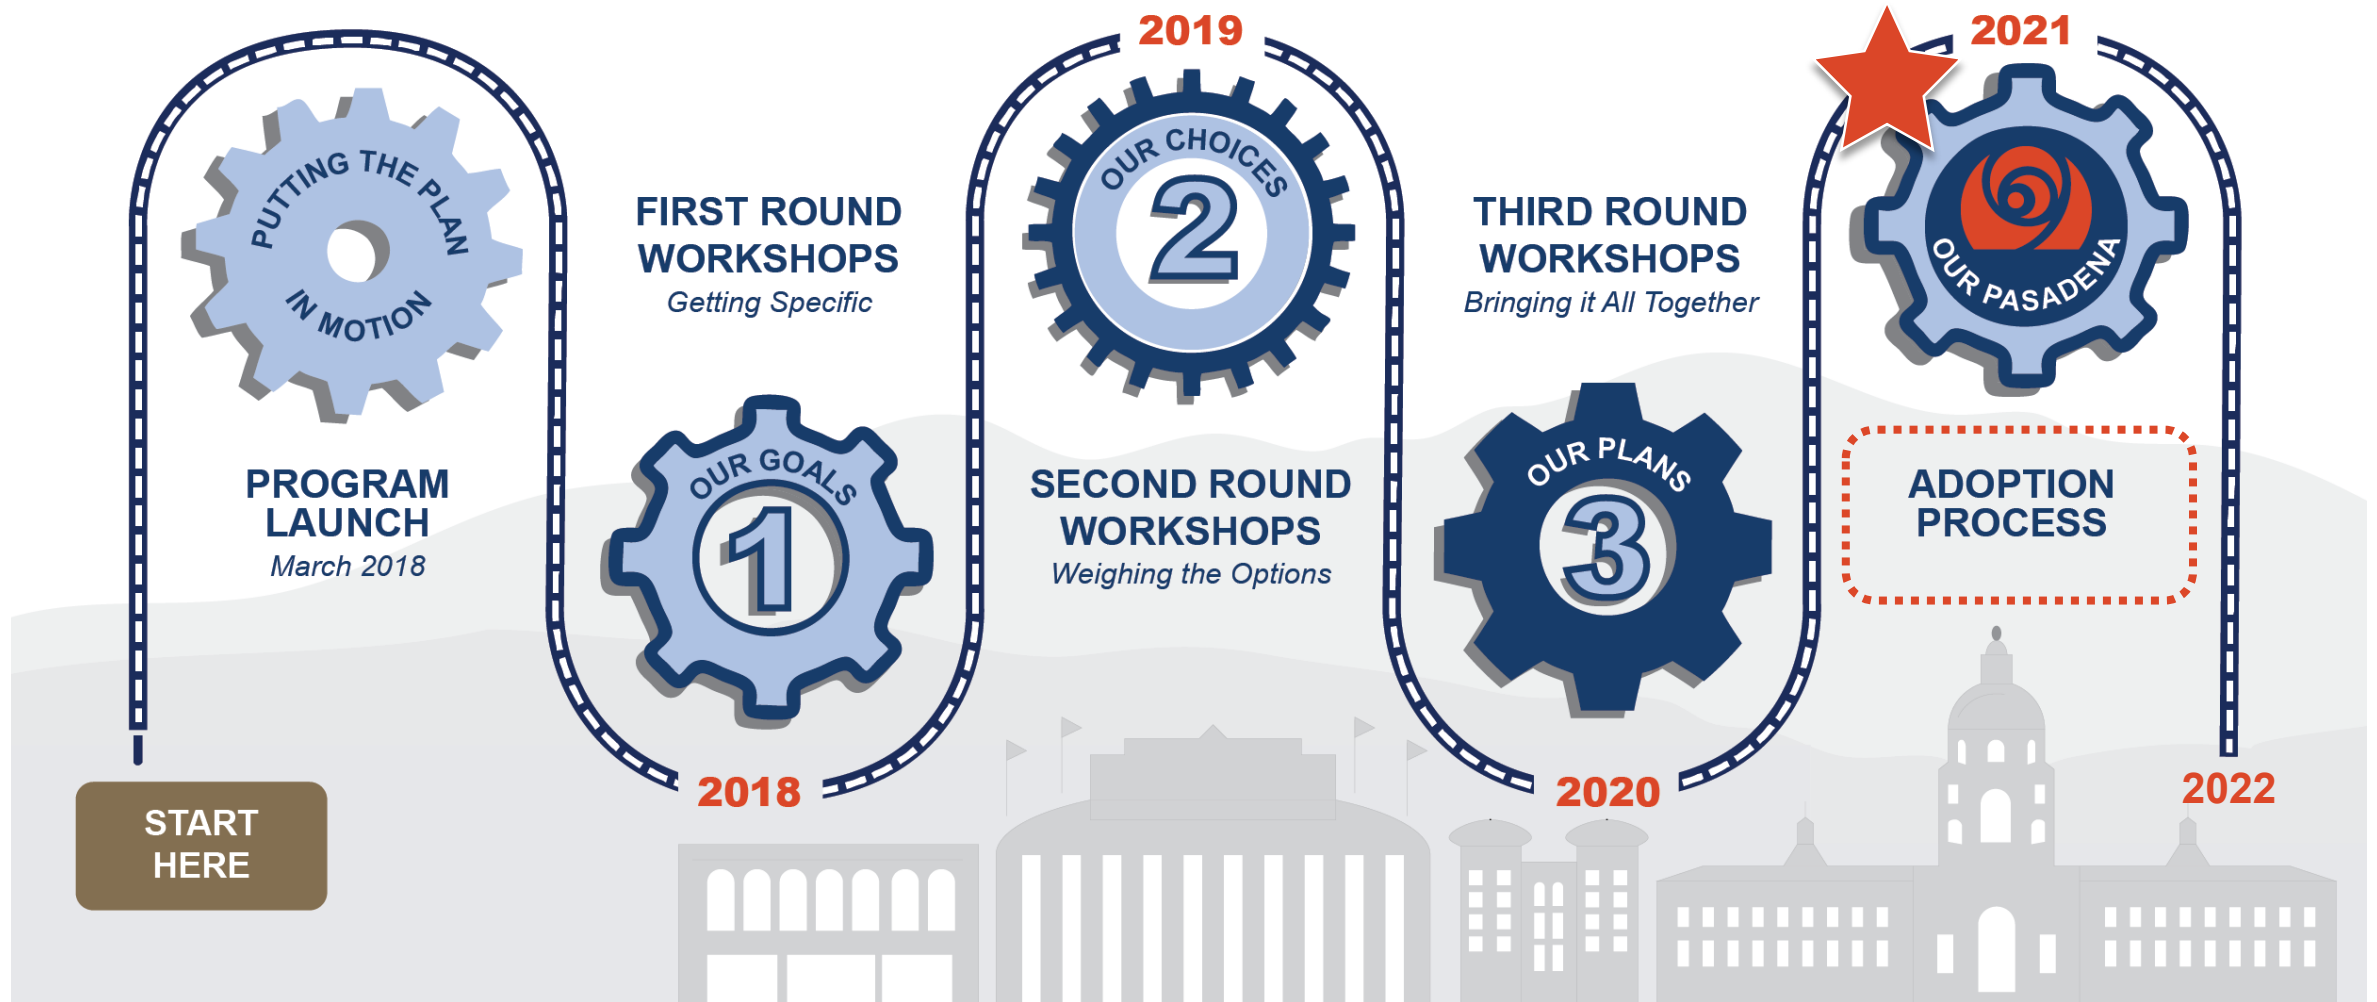 START
HERE
PUTTING THE PLAN
IN MOTION
PROGRAM
LAUNCH
March 2018
FIRST ROUND
WORKSHOPS
Getting Specific
OUR GOALS
1
2018
2019
OUR CHOICES
2
SECOND ROUND
WORKSHOPS
Weighing the Options
THIRD ROUND
WORKSHOPS
Bringing it All Together
OUR PLANS
3
2020
2021
OUR PASADENA
ADOPTION
PROCESS
2022